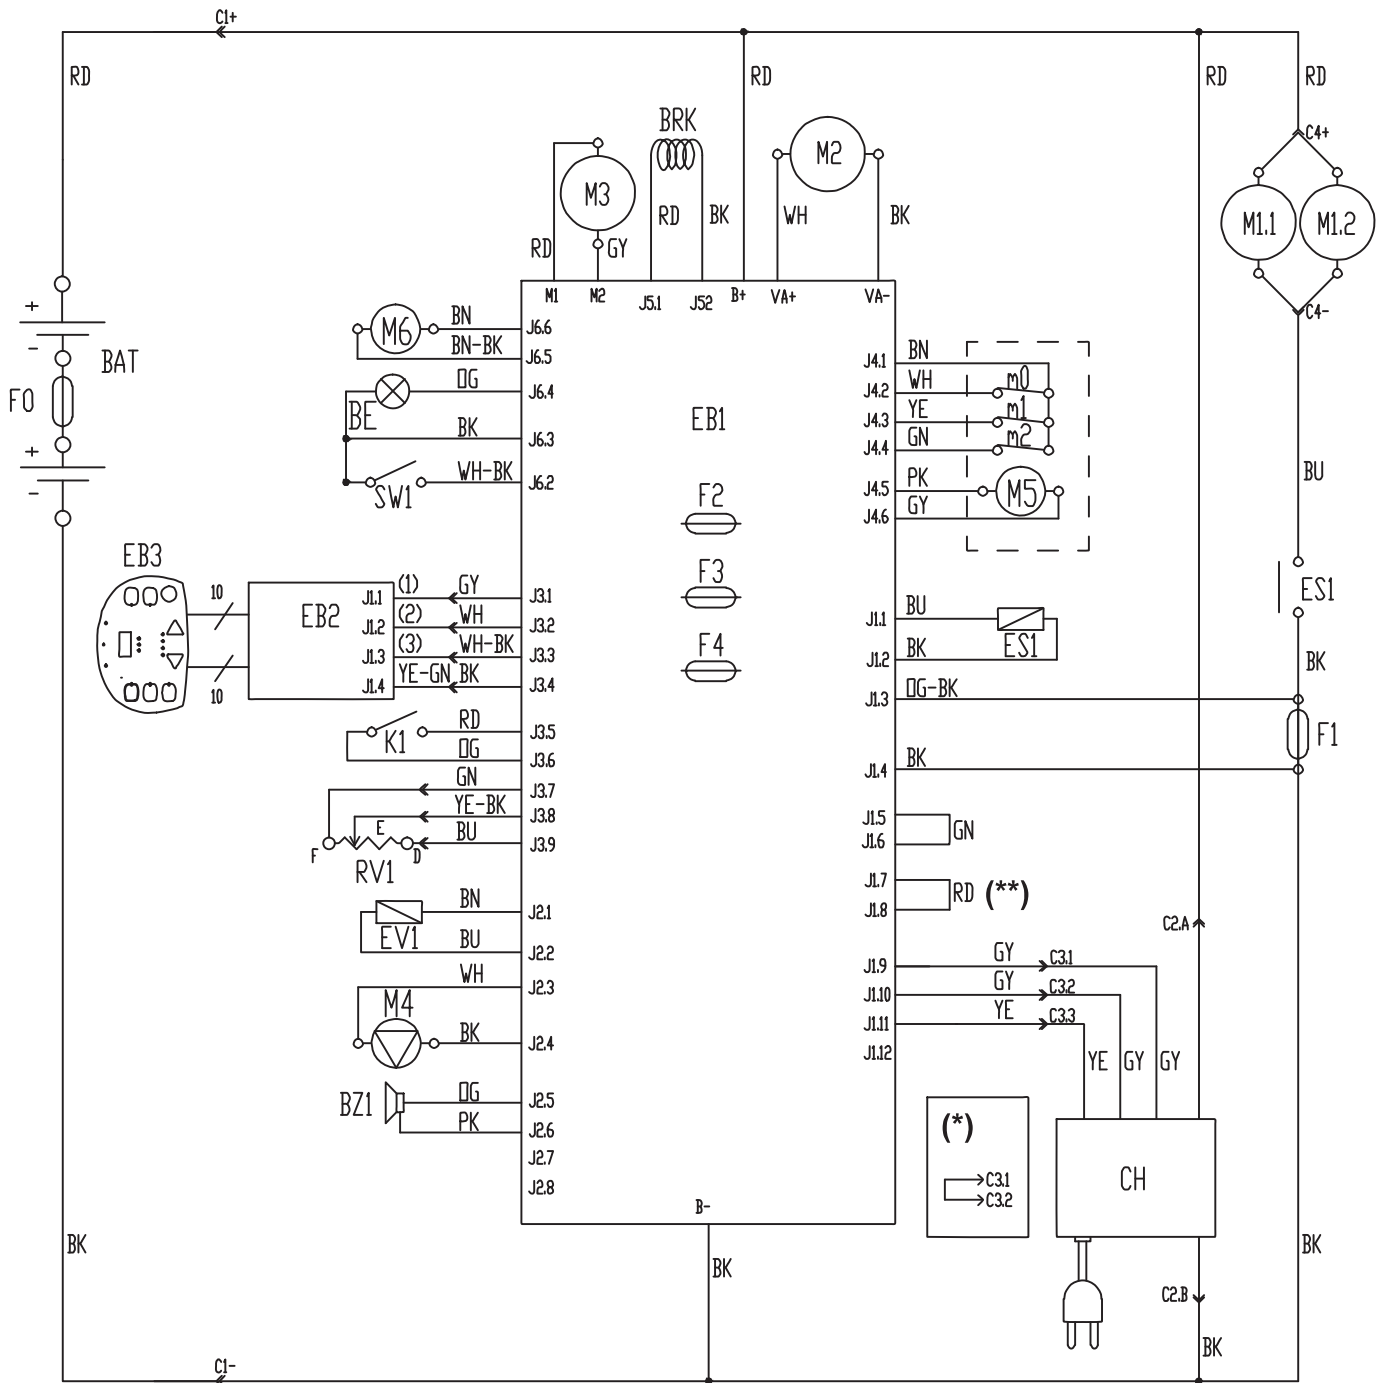 C1+
RD
RD
RD
RD
C4+
BRK
M3
M2
M1.1
M1.2
RD
GY
RD
BK
WH
BK
C4-
M1
M2
J5.1
J52
B+
VA+
VA-
+
-
BAT
F0
+
-
M6
BN
J6.6
BN-BK
J6.5
BE
OG
J6.4
BK
J6.3
SW1
WH-BK
J6.2
EB1
F2
F3
F4
J4.1
BN
J4.2
WH
m0
J4.3
YE
m1
J4.4
GN
m2
J4.5
PK
M5
J4.6
GY
BU
ES1
BK
EB3
10
10
EB2
J1.1
(1)
GY
J3.1
J1.2
(2)
WH
J3.2
J1.3
(3)
WH-BK
J3.3
J1.4
YE-GN
BK
J3.4
K1
RD
J3.5
OG
J3.6
GN
J3.7
YE-BK
J3.8
F
E
D
BU
J3.9
RV1
EV1
BN
J2.1
BU
J2.2
WH
J2.3
M4
BK
J2.4
BZ1
OG
J2.5
PK
J2.6
J2.7
J2.8
J1.1
BU
ES1
J1.2
BK
J1.3
OG-BK
F1
J1.4
BK
J1.5
J1.6
GN
J1.7
J1.8
RD
(**)
C2.A
J1.9
GY
C3.1
J1.10
GY
C3.2
J1.11
YE
C3.3
J1.12
YE
GY
GY
(*)
C3.1
C3.2
CH
B-
BK
BK
BK
C2.B
BK
C1-